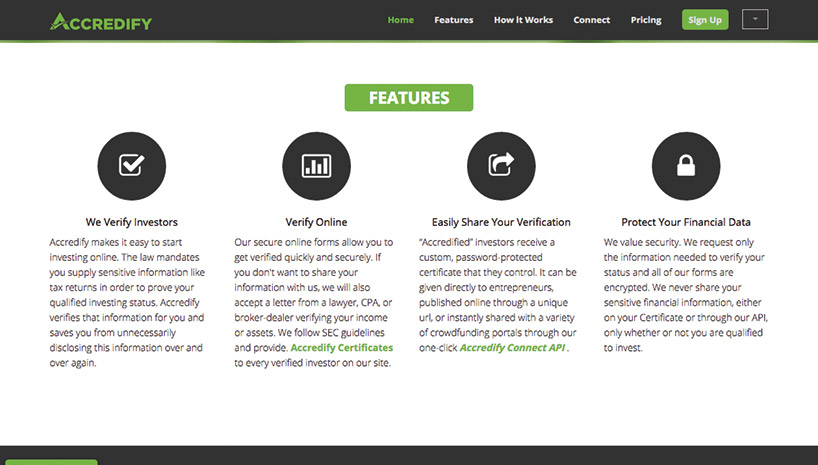 ACCREDIFY
Home Features How it Works Connect Pricing Sign Up
FEATURES
We Verify Investors
Accredify makes it easy to start
investing online. The law mandates
you supply sensitive information like
tax returns in order to prove your
qualified investing status. Accredify
verifies that information for you and
saves you from unnecessarily
disclosing this information over and
over again.
Verify Online
Our secure online forms allow you to
get verified quickly and securely. If
you don't want to share your
information with us, we will also
accept a letter from a lawyer, CPA, or
broker-dealer verifying your income
or assets. We follow SEC guidelines
and provide. Accredify Certificates
to every verified investor on our site.
Easily Share Your Verification
"Accredified" investors receive a
custom, password-protected
certificate that they control. It can be
given directly to entrepreneurs,
published online through a unique
url, or instantly shared with a variety
of crowdfunding portals through our
one-click Accredify Connect API .
Protect Your Financial Data
We value security. We request only
the information needed to verify your
status and all of our forms are
encrypted. We never share your
sensitive financial information, either
on your Certificate or through our API,
only whether or not you are qualified
to invest.